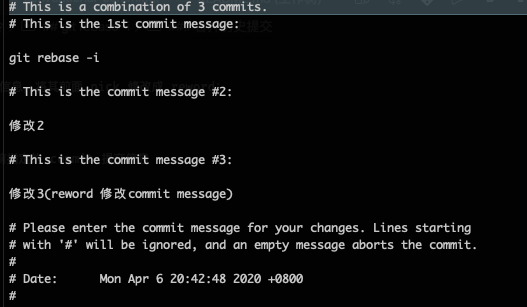 # This is a combination of 3 commits.
# This is the 1st commit message:
git rebase -i
# This is the commit message #2:
修改2
# This is the commit message #3:
修改3(reword 修改commit message)
# Please enter the commit message for your changes. Lines starting
# with '#' will be ignored, and an empty message aborts the commit.
#
# Date:      Mon Apr 6 20:42:48 2020 +0800
#